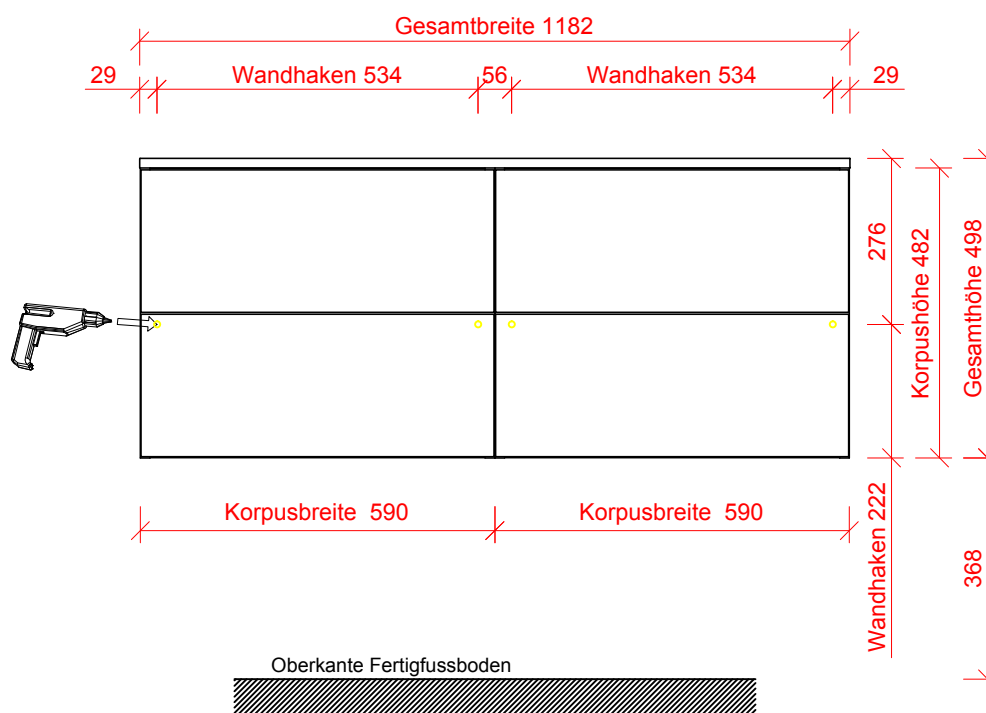 Gesamtbreite 1182
29
Wandhaken 534
56
Wandhaken 534
29
276
Korpushöhe 482
Gesamthöhe 498
Korpusbreite 590
Korpusbreite 590
Wandhaken 222
368
Oberkante Fertigfussboden